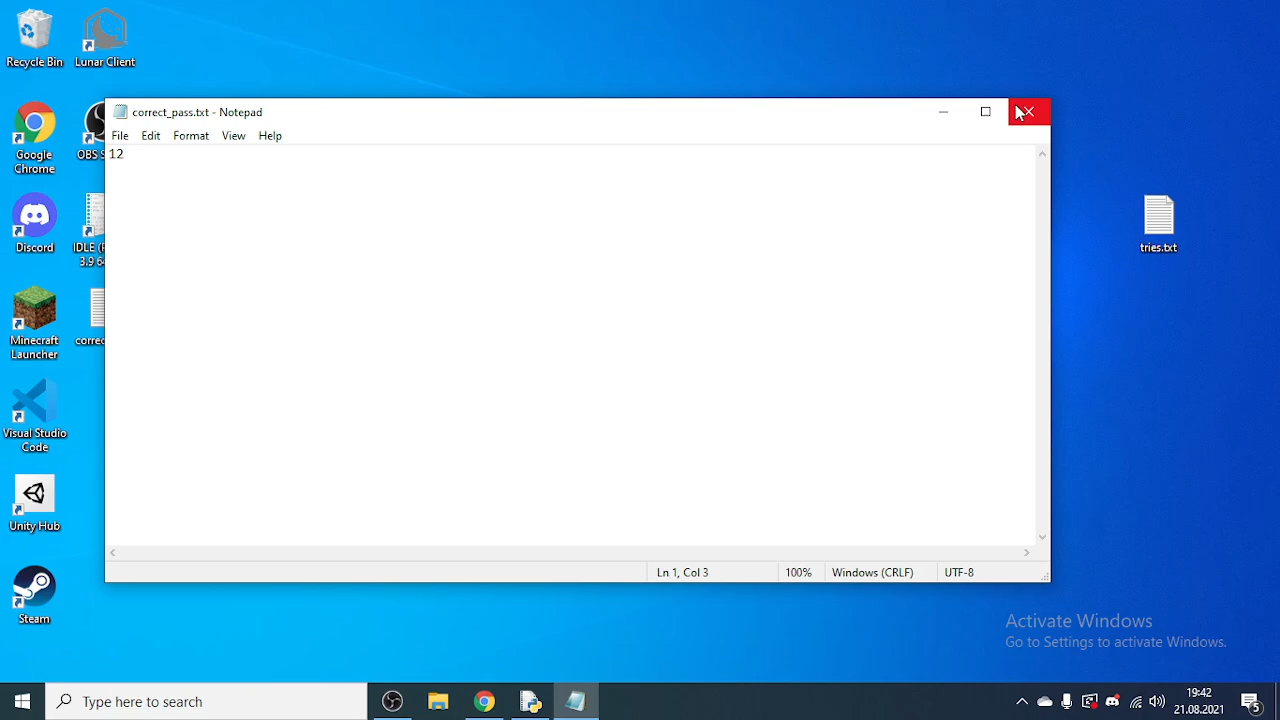 Recycle Bin
Lunar Client
Google
Chrome
OBS S
Discord
IDLE (P
3.9 64
Minecraft
Launcher
correc
Visual Studio
Code
Unity Hub
Steam
correct_pass.txt - Notepad
File Edit Format View Help
12
Ln 1, Col 3 100% Windows (CRLF) UTF-8
tries.txt
Activate Windows
Go to Settings to activate Windows.
Type here to search
19:42
21.08.2021
5